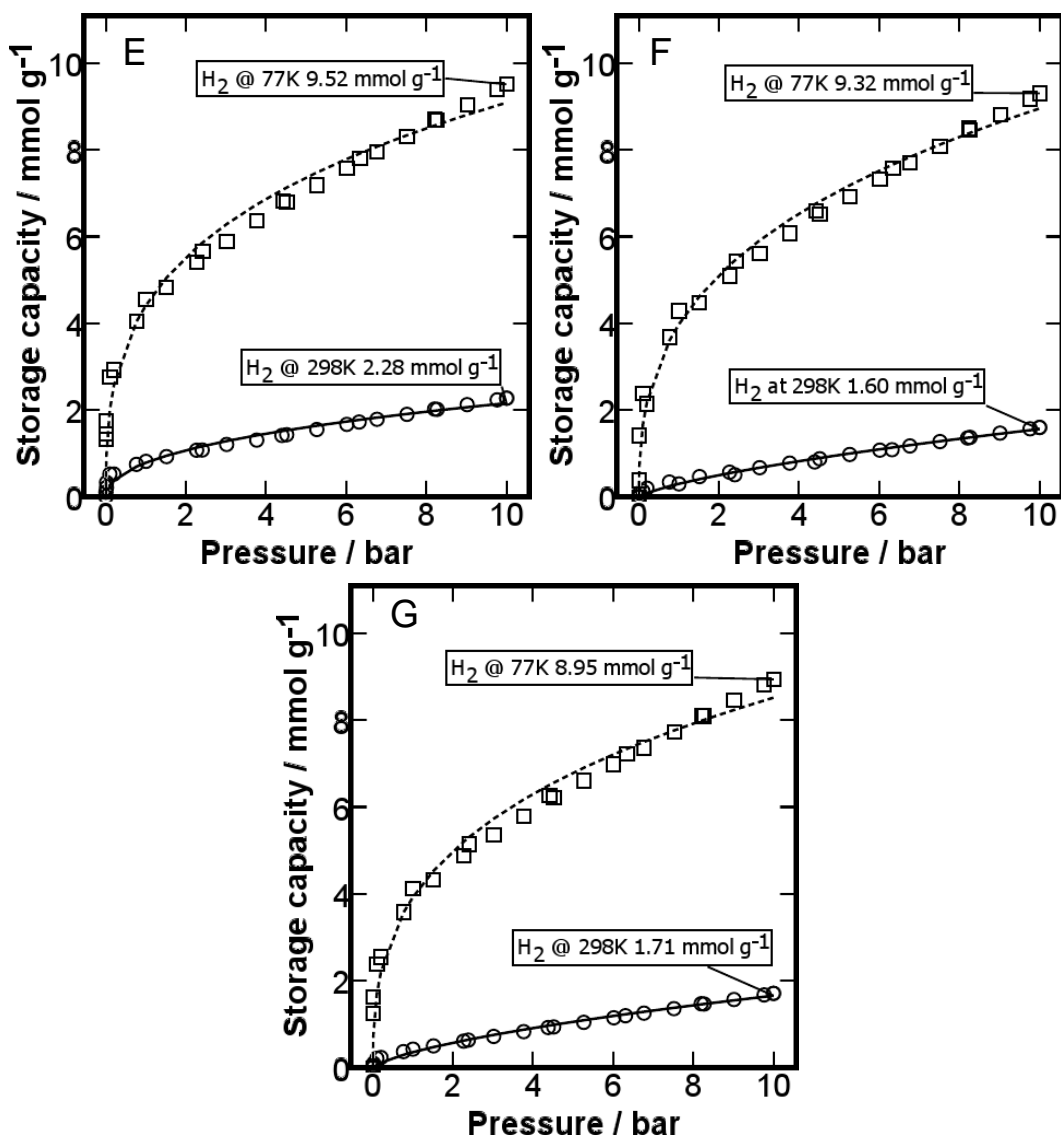 E
H2 @ 77K 9.52 mmol g-1
H2 @ 298K 2.28 mmol g-1
Storage capacity / mmol g-1
10
8
6
4
2
0
0 2 4 6 8 10
Pressure / bar
F
H2 @ 77K 9.32 mmol g-1
H2 at 298K 1.60 mmol g-1
Storage capacity / mmol g-1
10
8
6
4
2
0
0 2 4 6 8 10
Pressure / bar
G
H2 @ 77K 8.95 mmol g-1
H2 @ 298K 1.71 mmol g-1
Storage capacity / mmol g-1
10
8
6
4
2
0
0 2 4 6 8 10
Pressure / bar